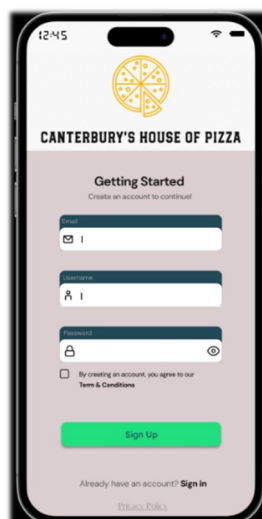 12:45
CANTERBURY'S HOUSE OF PIZZA
Getting Started
Create an account to continue!
Email
Username
Password
By creating an account, you agree to our
Term & Conditions
Sign Up
Already have an account? Sign in
Privacy Policy